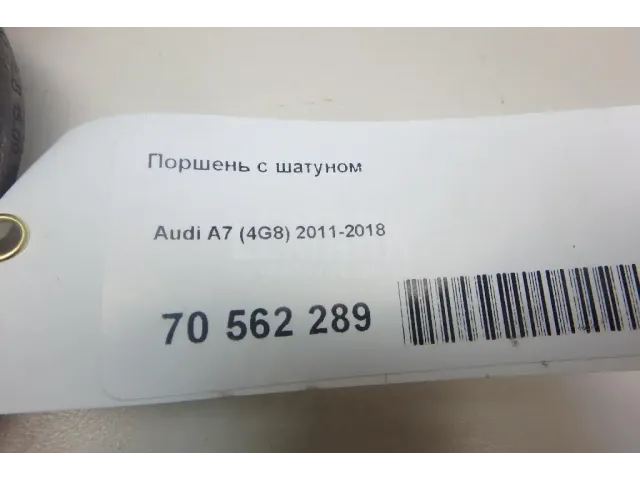 Поршень с шатуном
Audi A7 (4G8) 2011-2018
70 562 289